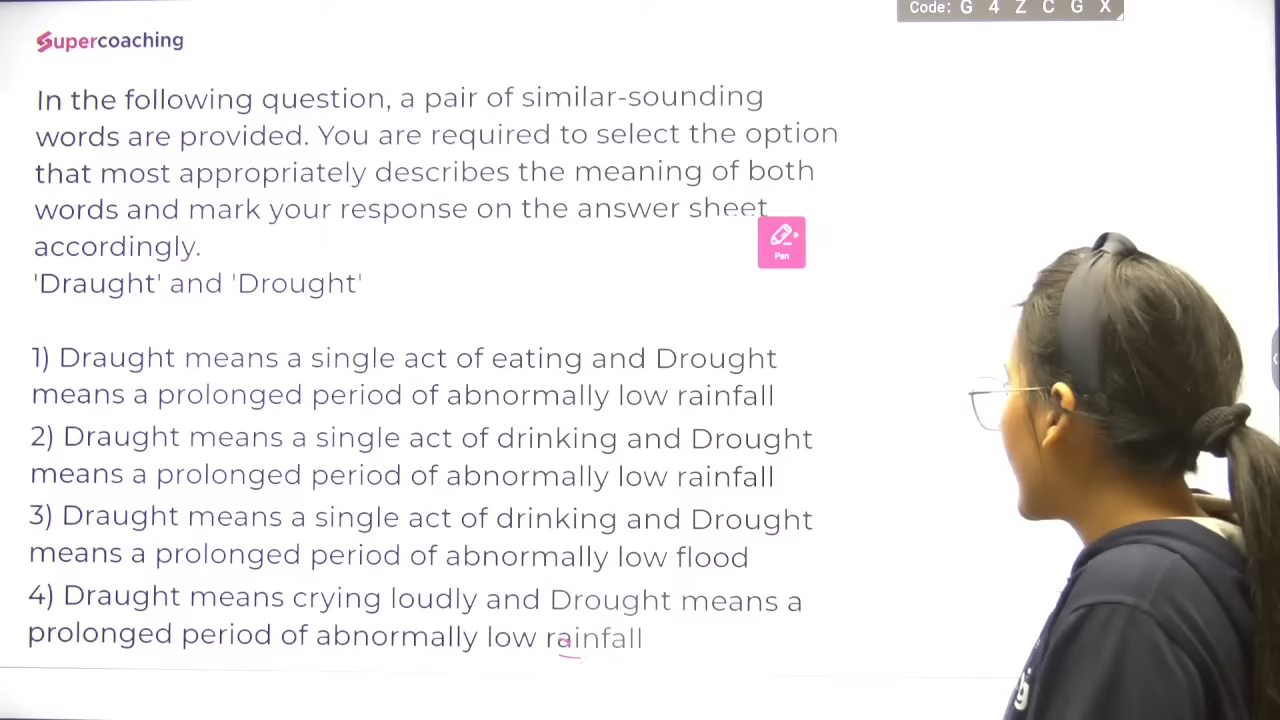 Code: G 4 Z C G X
Supercoaching
In the following question, a pair of similar-sounding
words are provided. You are required to select the option
that most appropriately describes the meaning of both
words and mark your response on the answer sheet
accordingly.
Pen
'Draught' and 'Drought'
1) Draught means a single act of eating and Drought
means a prolonged period of abnormally low rainfall
2) Draught means a single act of drinking and Drought
means a prolonged period of abnormally low rainfall
3) Draught means a single act of drinking and Drought
means a prolonged period of abnormally low flood
4) Draught means crying loudly and Drought means a
prolonged period of abnormally low rainfall